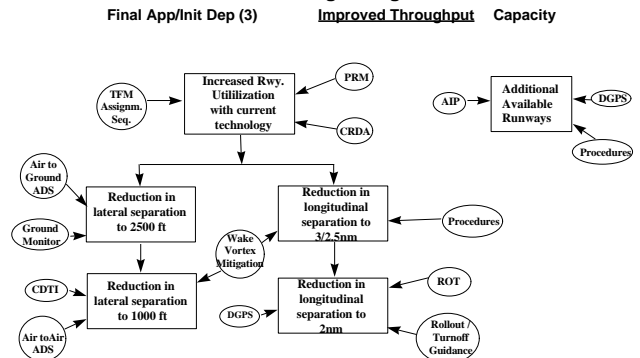 Final App/Init Dep (3) Improved Throughput Capacity
TFM
Assignm.
Seq.
Increased Rwy.
Utililization
with current
technology
PRM
CRDA
AIP
Additional
Available
Runways
DGPS
Procedures
Air to
Ground
ADS
Ground
Monitor
Reduction in
lateral separation
to 2500 ft
Wake
Vortex
Mitigation
Reduction in
longitudinal
separation to
3/2.5nm
Procedures
CDTI
Air toAir
ADS
Reduction in
lateral separation
to 1000 ft
DGPS
Reduction in
longitudinal
separation to
2nm
ROT
Rollout /
Turnoff
Guidance